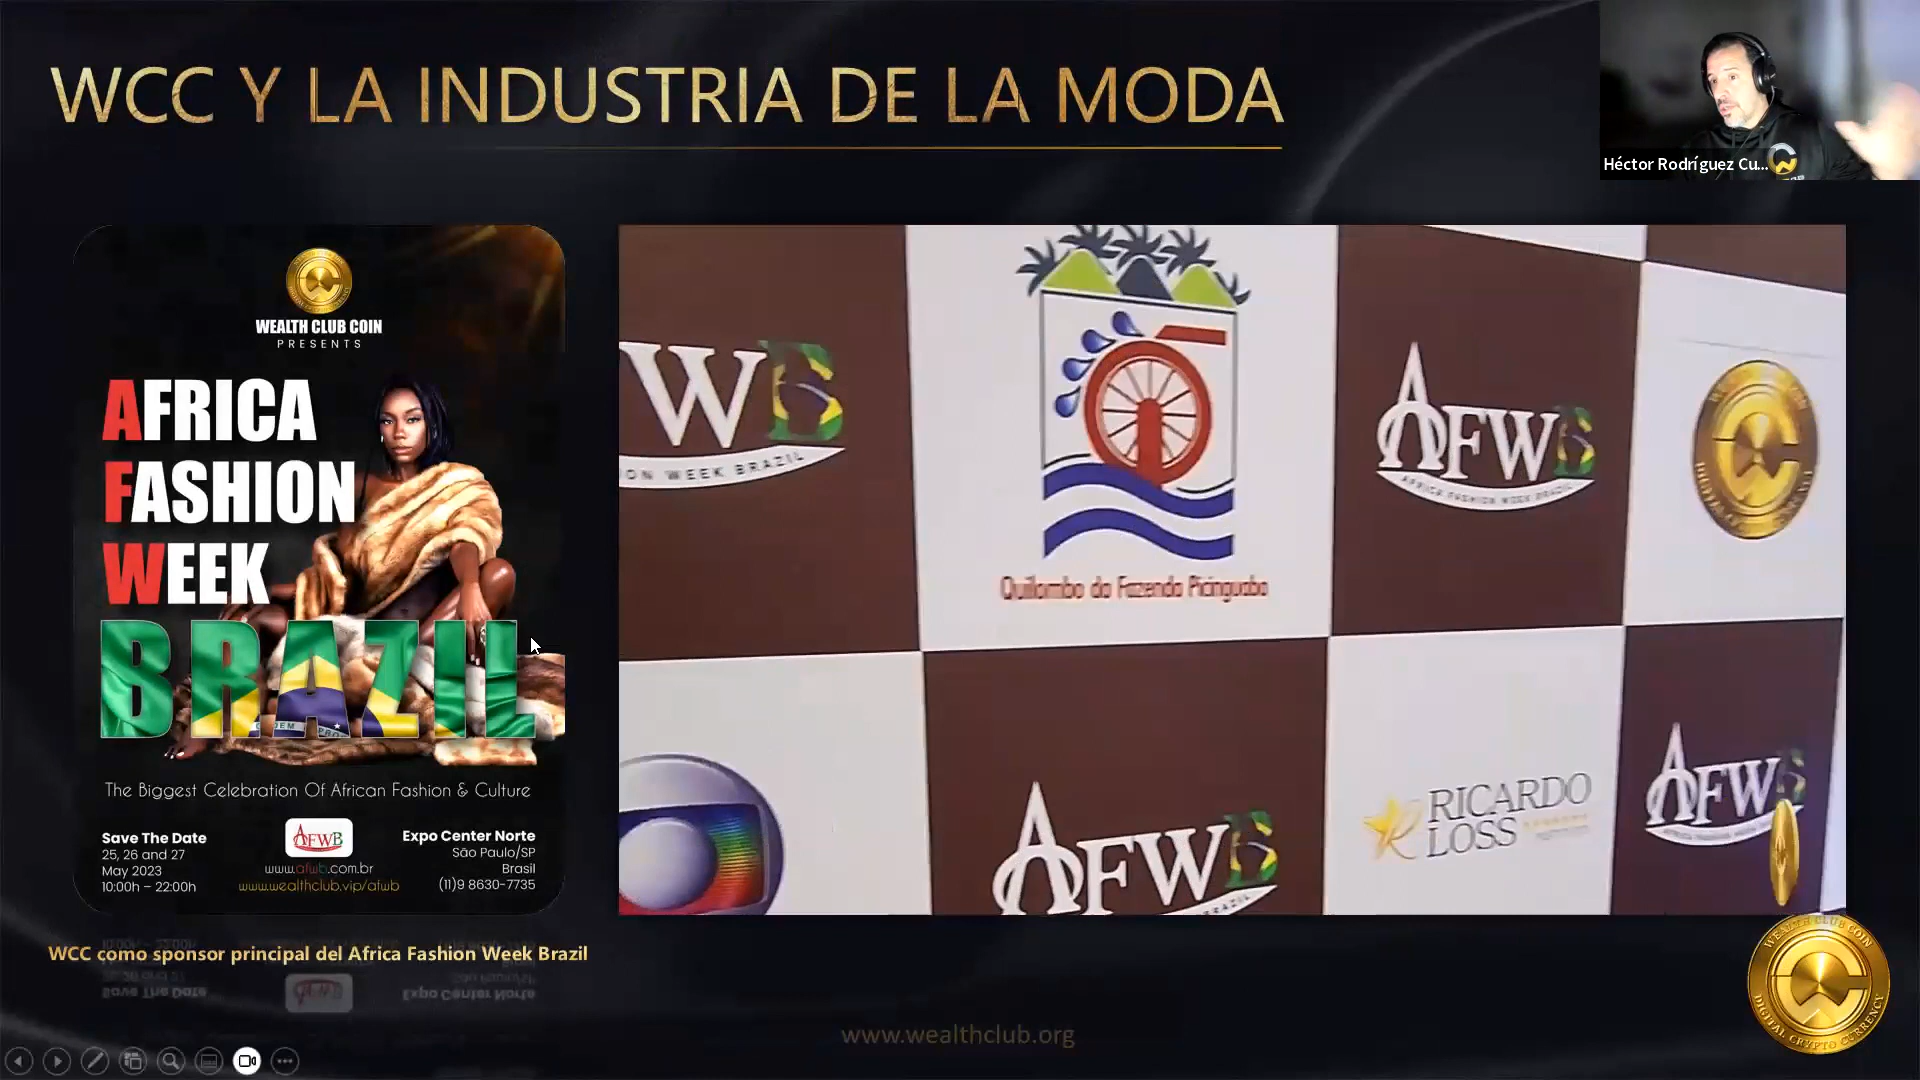 WCC Y LA INDUSTRIA DE LA MODA
Héctor Rodríguez Cu...
WEALTH CLUB COIN
PRESENTS
AFRICA
FASHION
WEEK
BRAZIL
The Biggest Celebration Of African Fashion & Culture
Save The Date
25, 26 and 27
May 2023
10:00h – 22:00h
AFWB
www.afwb.com.br
www.wealthclub.vip/afwb
Expo Center Norte
São Paulo/SP
Brasil
(11)9 8630-7735
WCC como sponsor principal del Africa Fashion Week Brazil
WB
ON WEEK BRAZIL
Quilombo da Fazenda Picinguaba
AFWB
AFRICA FASHION WEEK BRAZIL
AFWB
BRAZIL
RICARDO
LOSS
AFWB
www.wealthclub.org
WEALTH CLUB COIN
DIGITAL CRYPTO CURRENCY